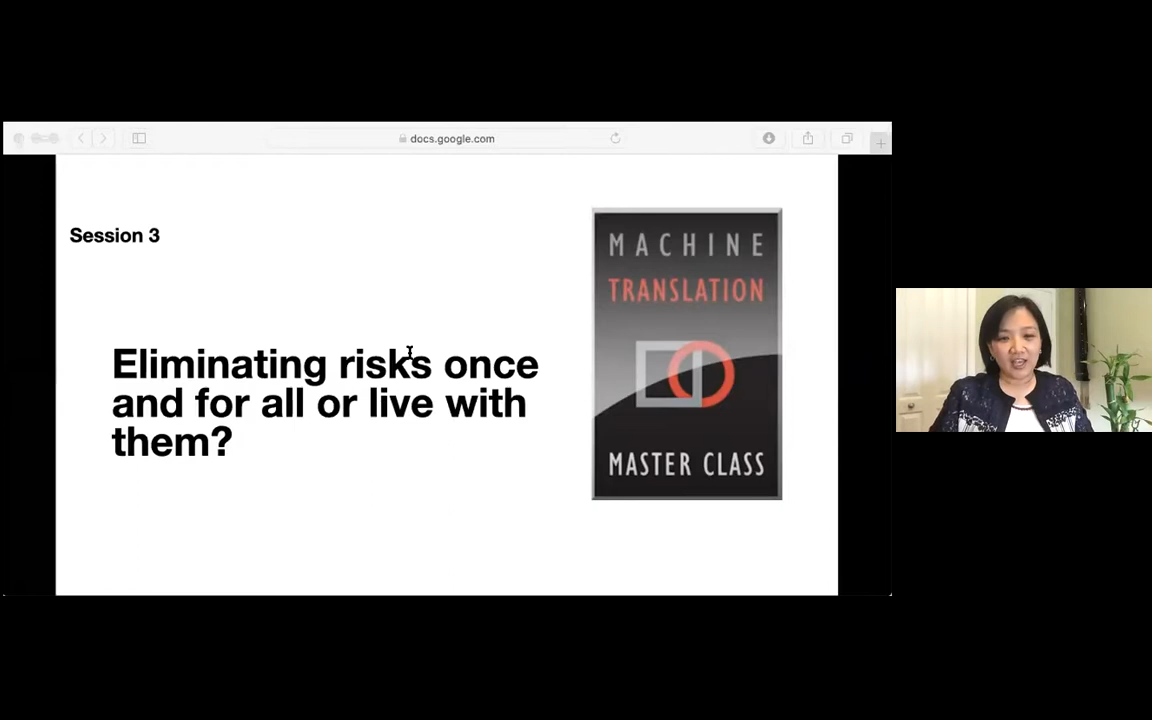 docs.google.com
Session 3
Eliminating risks once
and for all or live with
them?
MACHINE
TRANSLATION
MASTER CLASS